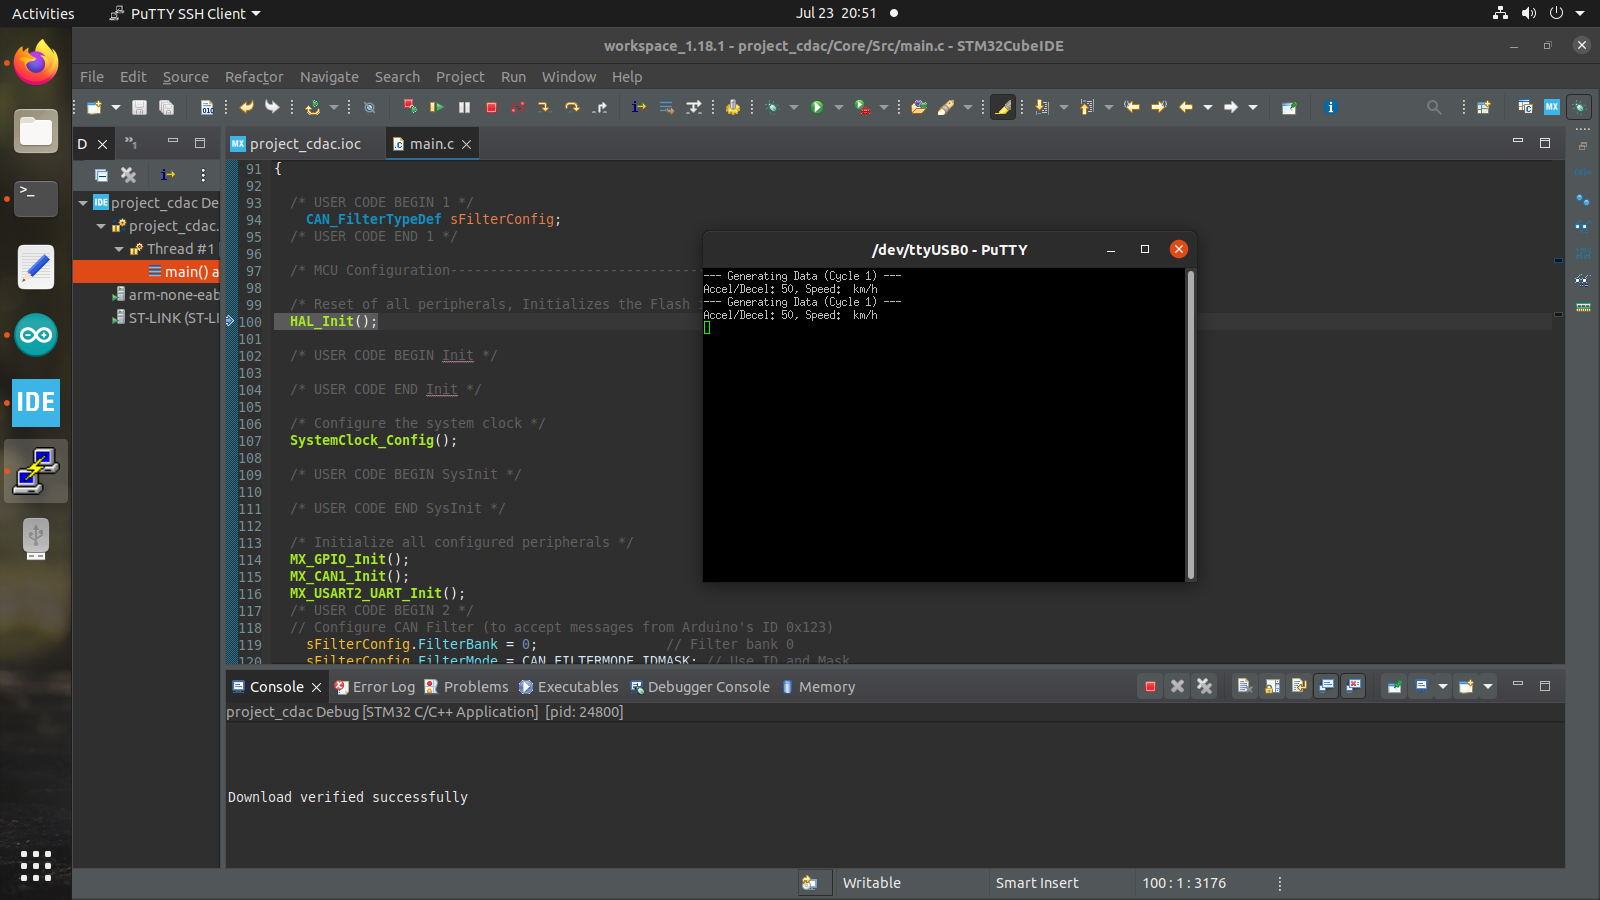 Activities
PuTTY SSH Client
Jul 23 20:51
workspace_1.18.1 - project_cdac/Core/Src/main.c - STM32CubeIDE
File Edit Source Refactor Navigate Search Project Run Window Help
D
project_cdac.ioc
main.c
IDE project_cdac De
project_cdac.
Thread #1
main() a
arm-none-eab
ST-LINK (ST-LI
91 {
92
93 /* USER CODE BEGIN 1 */
94 CAN_FilterTypeDef sFilterConfig;
95 /* USER CODE END 1 */
96
97 /* MCU Configuration-------------------------------
98
99 /* Reset of all peripherals, Initializes the Flash
100 HAL_Init();
101
102 /* USER CODE BEGIN Init */
103
104 /* USER CODE END Init */
105
106 /* Configure the system clock */
107 SystemClock_Config();
108
109 /* USER CODE BEGIN SysInit */
110
111 /* USER CODE END SysInit */
112
113 /* Initialize all configured peripherals */
114 MX_GPIO_Init();
115 MX_CAN1_Init();
116 MX_USART2_UART_Init();
117 /* USER CODE BEGIN 2 */
118 // Configure CAN Filter (to accept messages from Arduino's ID 0x123)
119 sFilterConfig.FilterBank = 0; // Filter bank 0
120 sFilterConfig.FilterMode = CAN_FILTERMODE_IDMASK; // Use ID and Mask
/dev/ttyUSB0 - PuTTY
--- Generating Data (Cycle 1) ---
Accel/Decel: 50, Speed: km/h
--- Generating Data (Cycle 1) ---
Accel/Decel: 50, Speed: km/h
IDE
Console
Error Log
Problems
Executables
Debugger Console
Memory
project_cdac Debug [STM32 C/C++ Application] [pid: 24800]
Download verified successfully
Writable
Smart Insert
100 : 1 : 3176